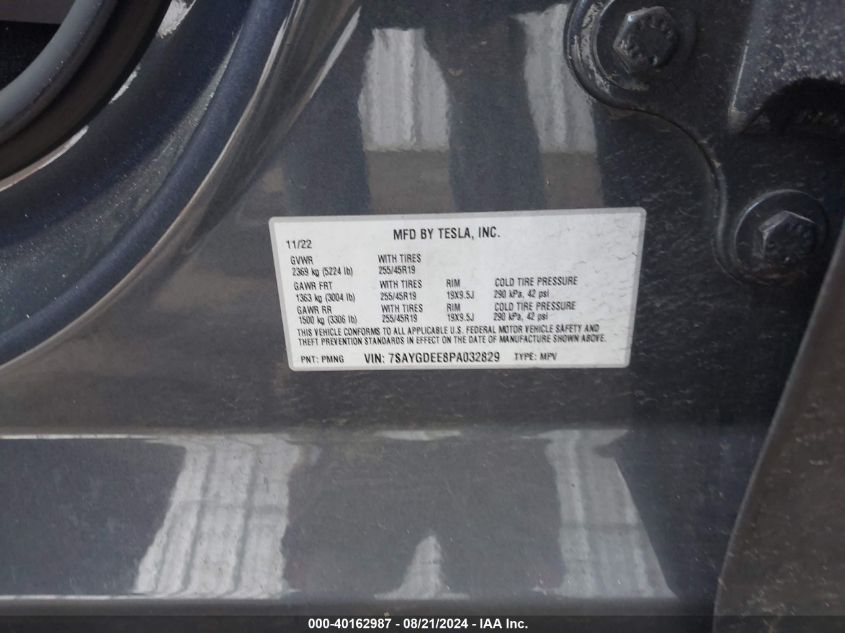 MFD BY TESLA, INC.
11/22
GVWR WITH TIRES
2369 kg (5224 lb) 255/45R19
GAWR FRT WITH TIRES RIM COLD TIRE PRESSURE
1363 kg (3004 lb) 255/45R19 19X9.5J 290 kPa, 42 psi
GAWR RR WITH TIRES RIM COLD TIRE PRESSURE
1500 kg (3306 lb) 255/45R19 19X9.5J 290 kPa, 42 psi
THIS VEHICLE CONFORMS TO ALL APPLICABLE U.S. FEDERAL MOTOR VEHICLE SAFETY AND
THEFT PREVENTION STANDARDS IN EFFECT ON THE DATE OF MANUFACTURE SHOWN ABOVE.
PNT: PMNG VIN: 7SAYGDEE8PA032829 TYPE: MPV
000-40162987 - 08/21/2024 - IAA Inc.